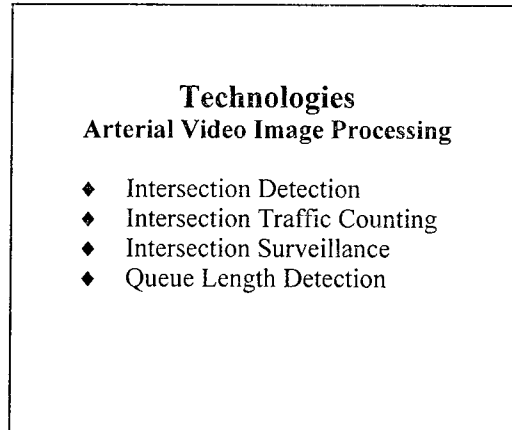 Technologies
Arterial Video Image Processing
◆ Intersection Detection
◆ Intersection Traffic Counting
◆ Intersection Surveillance
◆ Queue Length Detection